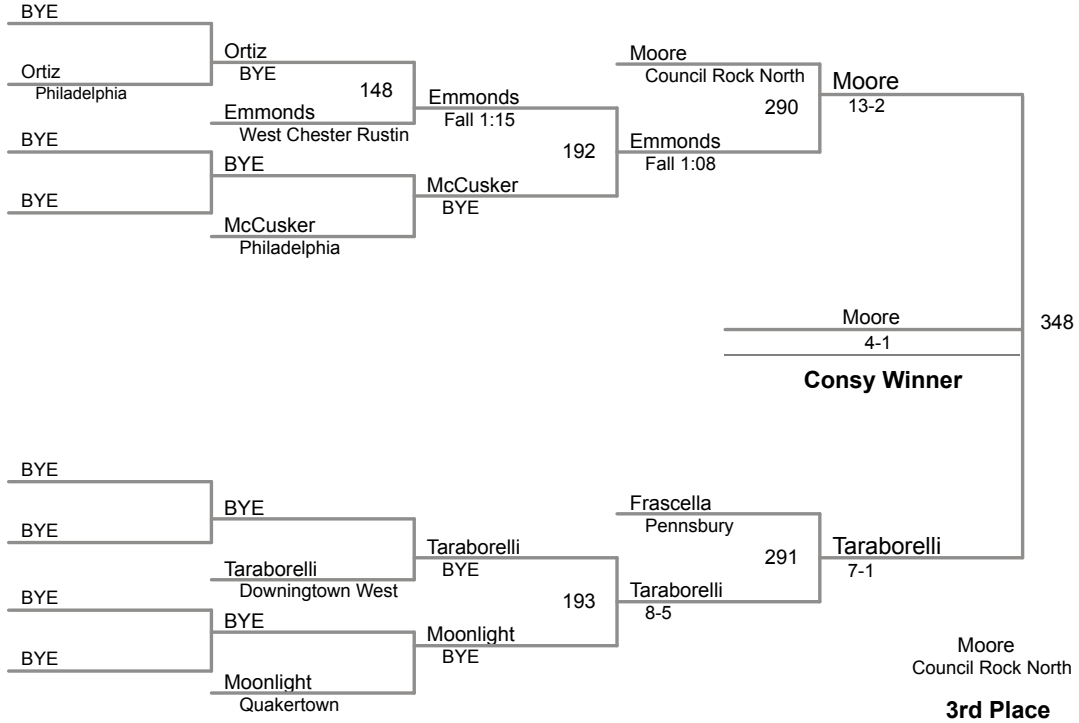 BYE
Ortiz
Philadelphia
BYE
BYE
Ortiz
BYE
148
Emmonds
West Chester Rustin
BYE
McCusker
Philadelphia
Emmonds
Fall 1:15
192
McCusker
BYE
Moore
Council Rock North
290
Emmonds
Fall 1:08
Moore
13-2
Moore
348
4-1
Consy Winner
BYE
BYE
BYE
BYE
BYE
Taraborelli
Downingtown West
BYE
Moonlight
Quakertown
Taraborelli
BYE
193
Moonlight
BYE
Frascella
Pennsbury
291
Taraborelli
8-5
Taraborelli
7-1
Moore
Council Rock North
3rd Place